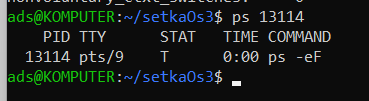 ads@KOMPUTER:~/setkaOs3$ ps 13114
PID TTY STAT TIME COMMAND
13114 pts/9 T 0:00 ps -eF
ads@KOMPUTER:~/setkaOs3$